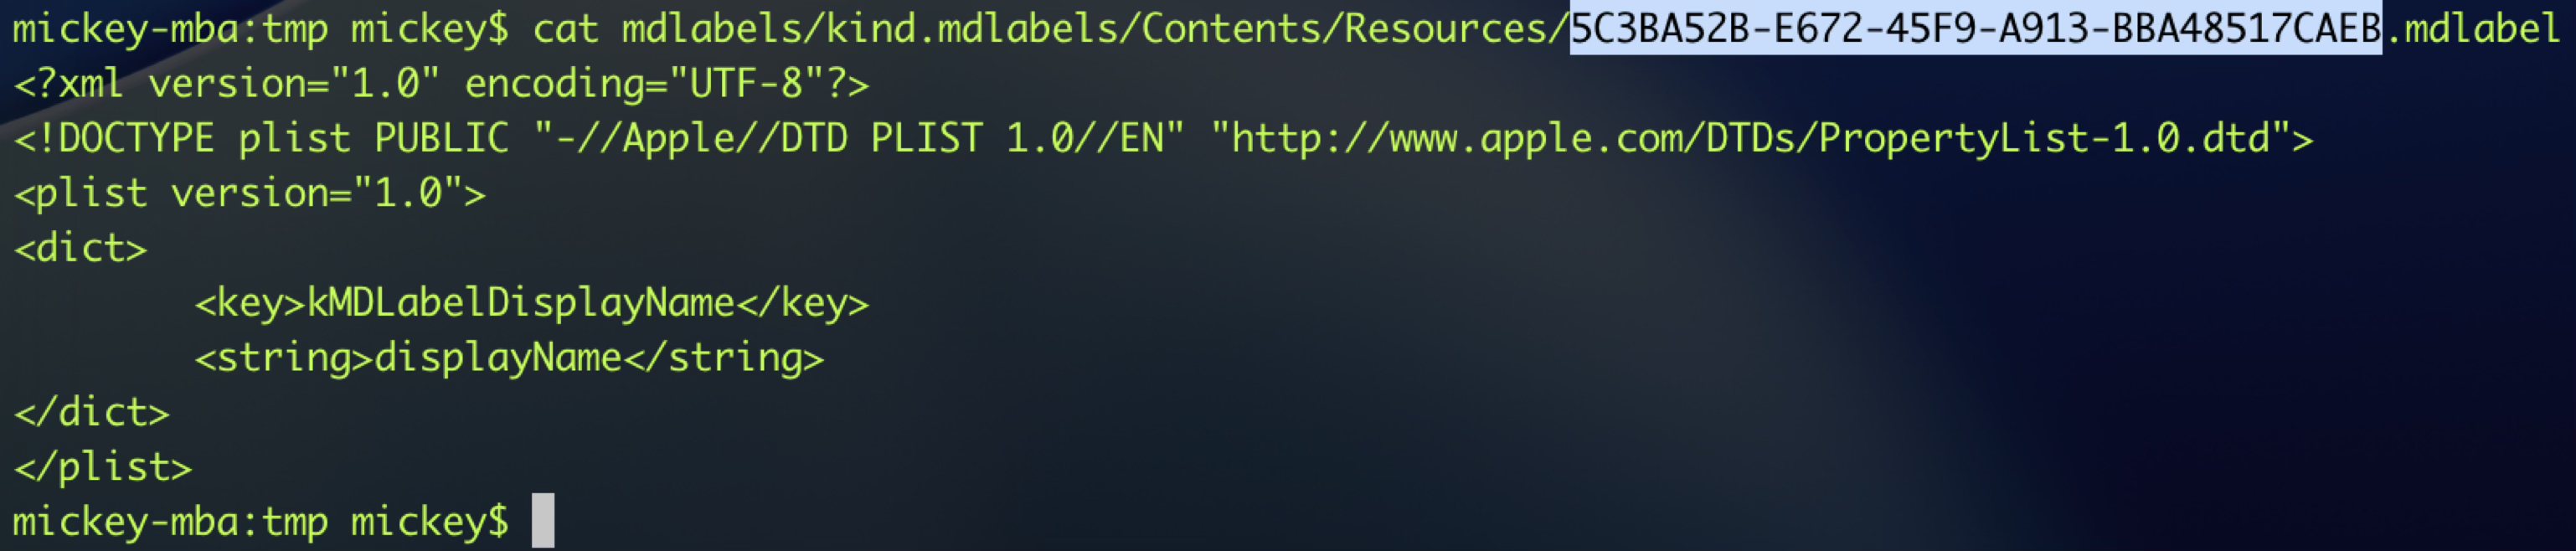 mickey-mba:tmp mickey$ cat mdlabels/kind.mdlabels/Contents/Resources/5C3BA52B-E672-45F9-A913-BBA48517CAEB.mdlabel
<?xml version="1.0" encoding="UTF-8"?>
<!DOCTYPE plist PUBLIC "-//Apple//DTD PLIST 1.0//EN" "http://www.apple.com/DTDs/PropertyList-1.0.dtd">
<plist version="1.0">
<dict>
        <key>kMDLabelDisplayName</key>
        <string>displayName</string>
</dict>
</plist>
mickey-mba:tmp mickey$